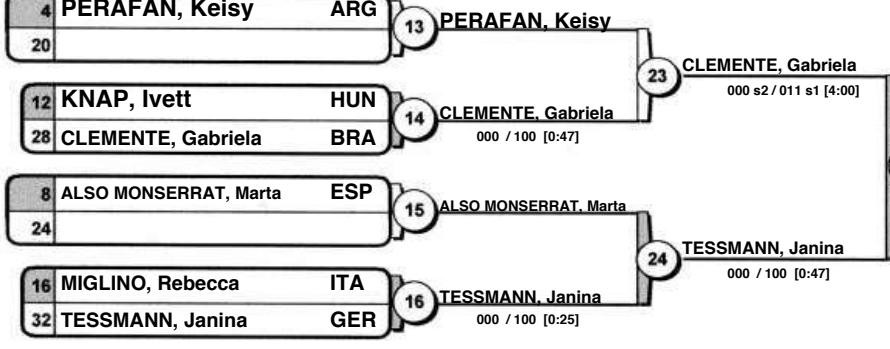 4 PERAFAN, Keisy ARG
20
13
PERAFAN, Keisy
12 KNAP, Ivett HUN
28 CLEMENTE, Gabriela BRA
14
CLEMENTE, Gabriela
000 / 100 [0:47]
23
CLEMENTE, Gabriela
000 s2 / 011 s1 [4:00]
8 ALSO MONSERRAT, Marta ESP
24
15
ALSO MONSERRAT, Marta
16 MIGLINO, Rebecca ITA
32 TESSMANN, Janina GER
16
TESSMANN, Janina
000 / 100 [0:25]
24
TESSMANN, Janina
000 / 100 [0:47]